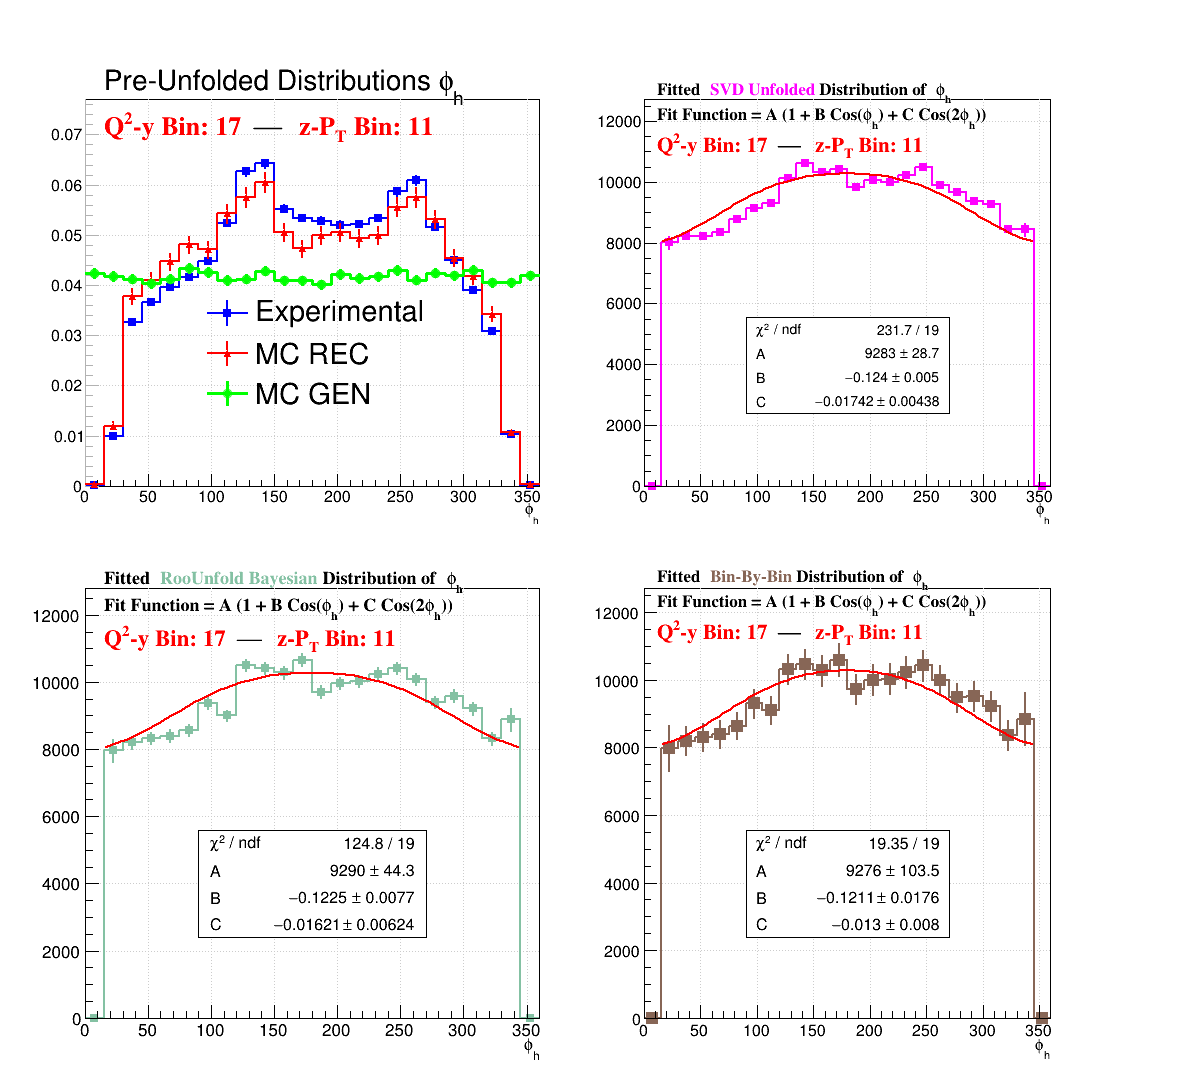 Pre-Unfolded Distributions ϕh
Q²-y Bin: 17 — z-PT Bin: 11
0.07
0.06
0.05
0.04
0.03
0.02
0.01
0
Experimental
MC REC
MC GEN
0 50 100 150 200 250 300 350
ϕh
Fitted SVD Unfolded Distribution of ϕh
Fit Function = A (1 + B Cos(ϕh) + C Cos(2ϕh))
Q²-y Bin: 17 — z-PT Bin: 11
12000
10000
8000
6000
4000
2000
0
χ² / ndf 231.7 / 19
A 9283 ± 28.7
B −0.124 ± 0.005
C −0.01742 ± 0.00438
0 50 100 150 200 250 300 350
ϕh
Fitted RooUnfold Bayesian Distribution of ϕh
Fit Function = A (1 + B Cos(ϕh) + C Cos(2ϕh))
Q²-y Bin: 17 — z-PT Bin: 11
12000
10000
8000
6000
4000
2000
0
χ² / ndf 124.8 / 19
A 9290 ± 44.3
B −0.1225 ± 0.0077
C −0.01621 ± 0.00624
0 50 100 150 200 250 300 350
ϕh
Fitted Bin-By-Bin Distribution of ϕh
Fit Function = A (1 + B Cos(ϕh) + C Cos(2ϕh))
Q²-y Bin: 17 — z-PT Bin: 11
12000
10000
8000
6000
4000
2000
0
χ² / ndf 19.35 / 19
A 9276 ± 103.5
B −0.1211 ± 0.0176
C −0.013 ± 0.008
0 50 100 150 200 250 300 350
ϕh